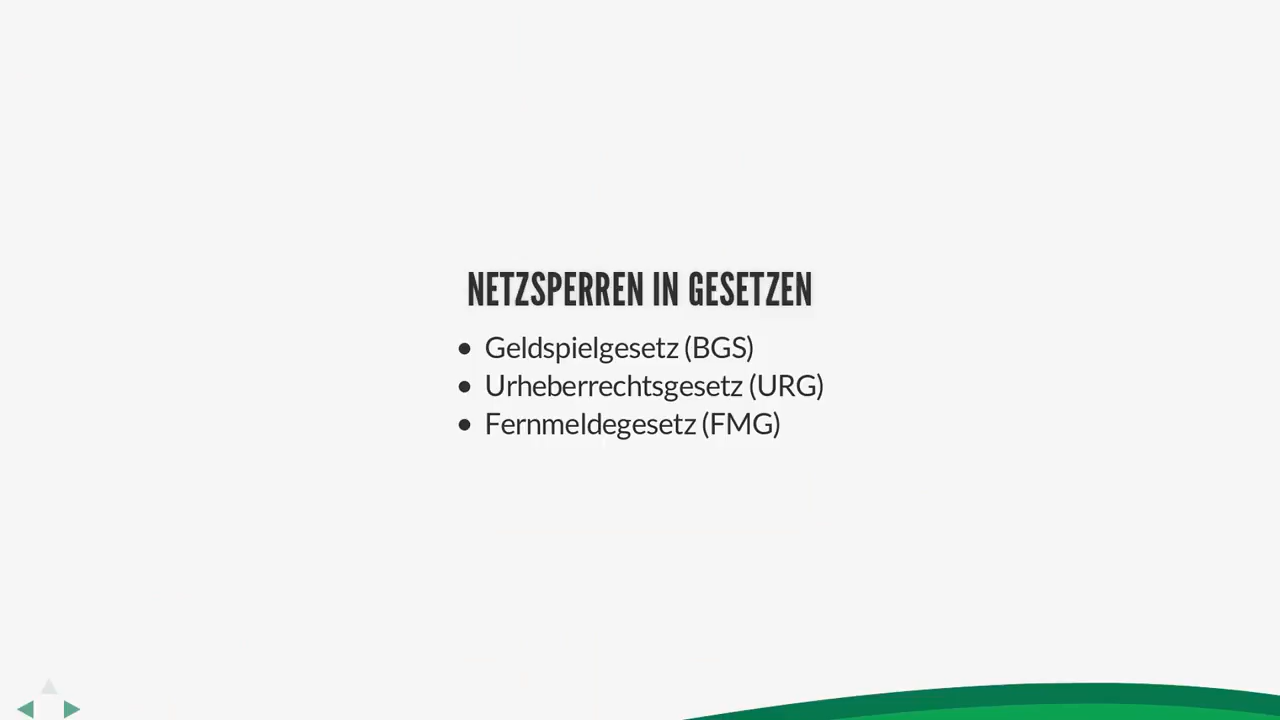 NETZSPERREN IN GESETZEN
Geldspielgesetz (BGS)
Urheberrechtsgesetz (URG)
Fernmeldegesetz (FMG)